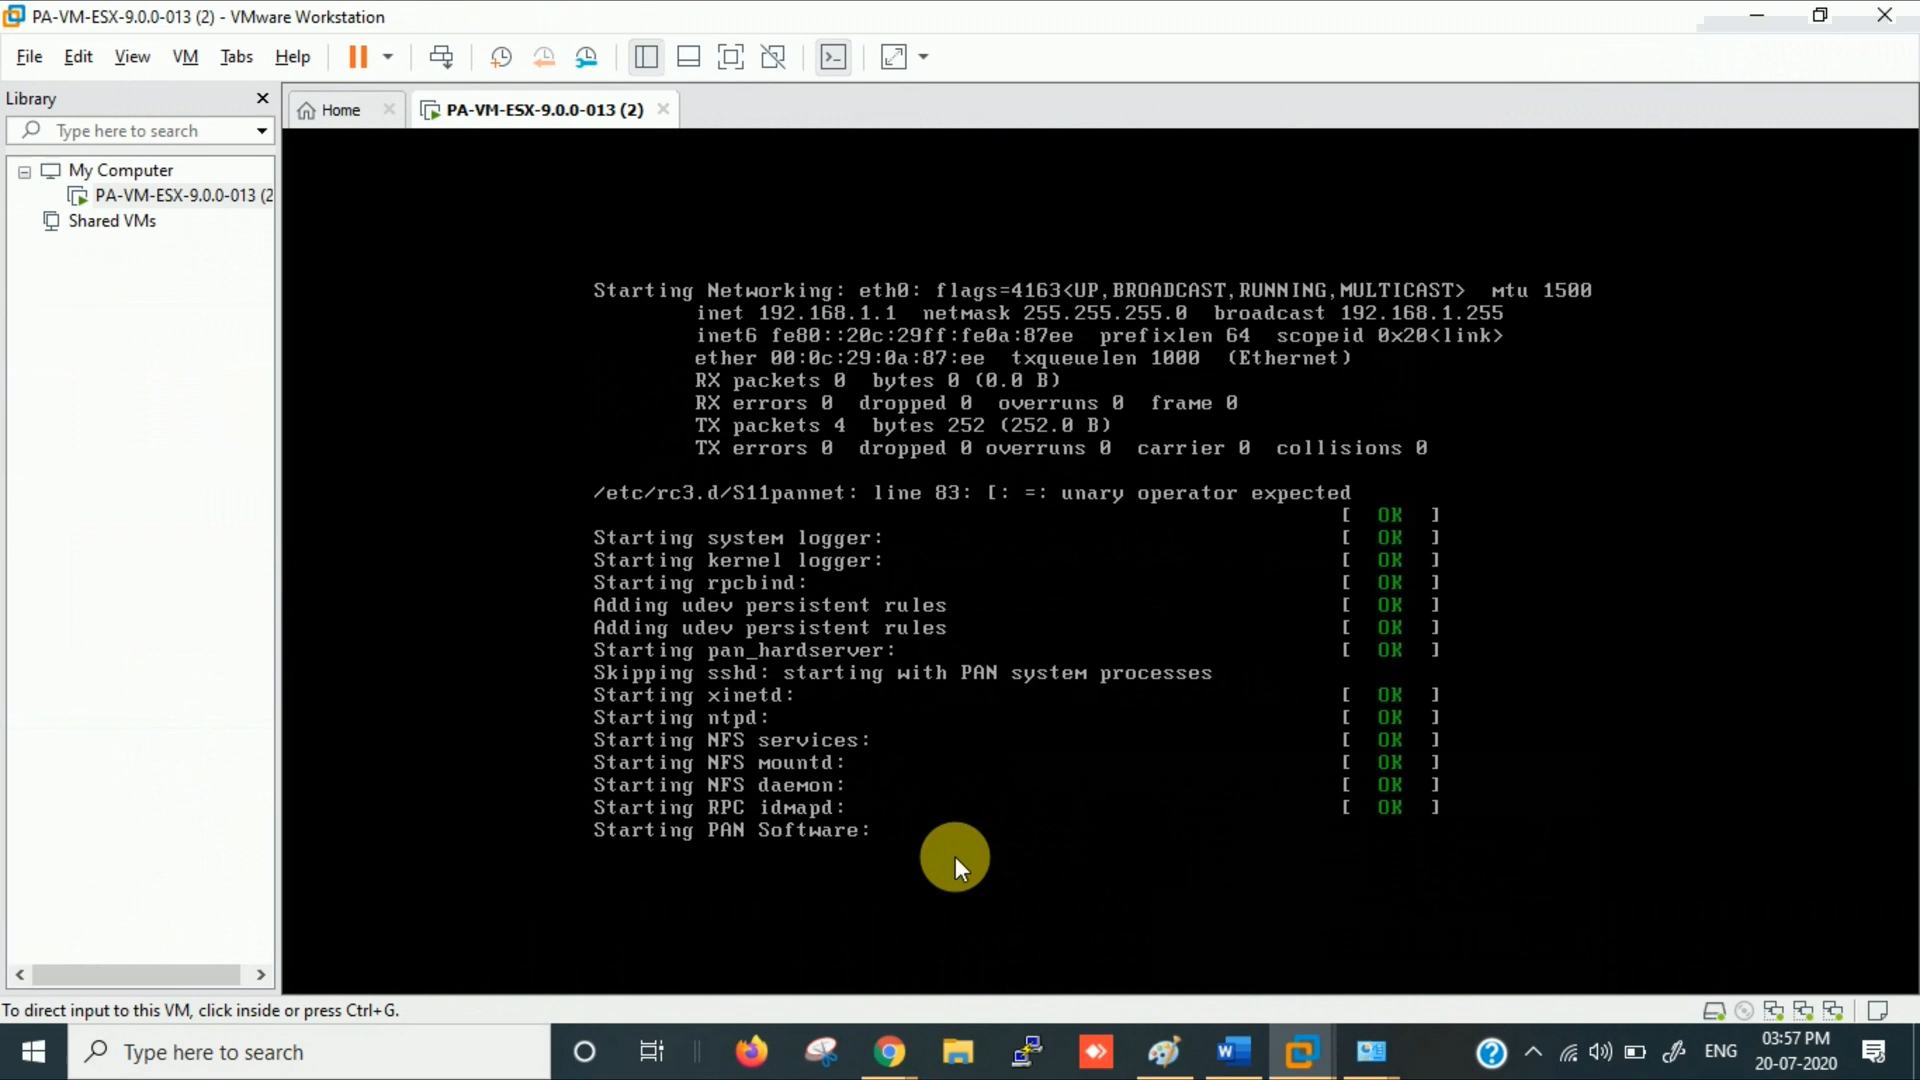 PA-VM-ESX-9.0.0-013 (2) - VMware Workstation
File Edit View VM Tabs Help
Library
Type here to search
My Computer
PA-VM-ESX-9.0.0-013 (2
Shared VMs
Home
PA-VM-ESX-9.0.0-013 (2)
Starting Networking: eth0: flags=4163<UP,BROADCAST,RUNNING,MULTICAST>  mtu 1500
inet 192.168.1.1  netmask 255.255.255.0  broadcast 192.168.1.255
inet6 fe80::20c:29ff:fe0a:87ee  prefixlen 64  scopeid 0x20<link>
ether 00:0c:29:0a:87:ee  txqueuelen 1000  (Ethernet)
RX packets 0  bytes 0 (0.0 B)
RX errors 0  dropped 0  overruns 0  frame 0
TX packets 4  bytes 252 (252.0 B)
TX errors 0  dropped 0 overruns 0  carrier 0  collisions 0
/etc/rc3.d/S11pannet: line 83: [: =: unary operator expected
[  OK  ]
Starting system logger: [  OK  ]
Starting kernel logger: [  OK  ]
Starting rpcbind: [  OK  ]
Adding udev persistent rules [  OK  ]
Adding udev persistent rules [  OK  ]
Starting pan_hardserver: [  OK  ]
Skipping sshd: starting with PAN system processes
Starting xinetd: [  OK  ]
Starting ntpd: [  OK  ]
Starting NFS services: [  OK  ]
Starting NFS mountd: [  OK  ]
Starting NFS daemon: [  OK  ]
Starting RPC idmapd: [  OK  ]
Starting PAN Software:
To direct input to this VM, click inside or press Ctrl+G.
Type here to search
ENG
03:57 PM
20-07-2020